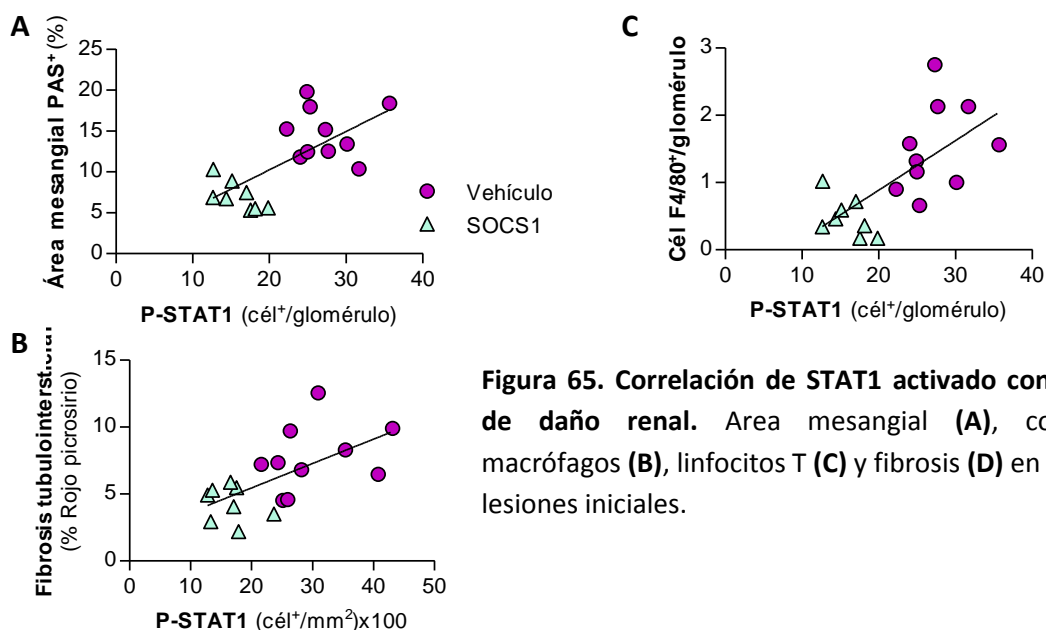 A
Área mesangial PAS⁺ (%)
25
20
15
10
5
0
0 10 20 30 40
P-STAT1 (cél⁺/glomérulo)
Vehículo
SOCS1
C
Cél F4/80⁺/glomérulo
3
2
1
0
0 10 20 30 40
P-STAT1 (cél⁺/glomérulo)
B
Fibrosis
(% Rojo picrosirio)
15
10
5
0
0 10 20 30 40 50
P-STAT1 (cél⁺/mm²)x100
Figura 65. Correlación de STAT1 activado con
de daño renal. Area mesangial (A),
macrófagos (B), linfocitos T (C) y fibrosis (D) en
lesiones iniciales.